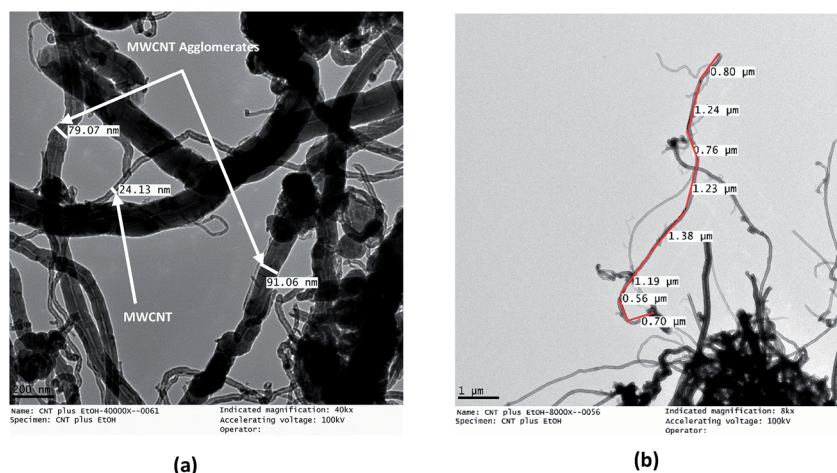 MWCNT Agglomerates
79.07 nm
24.13 nm
91.06 nm
MWCNT
200 nm
Name: CNT plus EtOH-40000X--0061
Specimen: CNT plus EtOH
Indicated magnification: 40kx
Accelerating voltage: 100kV
Operator:
(a)
0.80 µm
1.24 µm
0.76 µm
1.23 µm
1.38 µm
1.19 µm
0.56 µm
0.70 µm
1 µm
Name: CNT plus EtOH-8000X--0056
Specimen: CNT plus EtOH
Indicated magnification: 8kx
Accelerating voltage: 100kV
Operator:
(b)